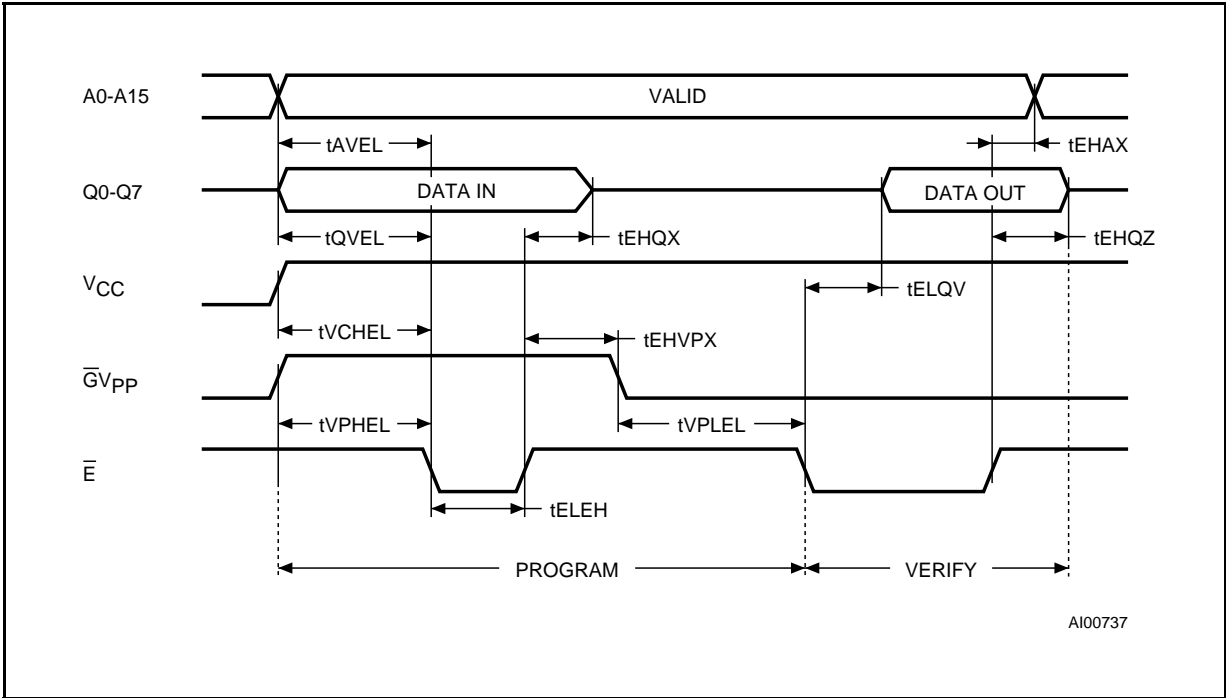 A0-A15
VALID
tAVEL
tEHAX
Q0-Q7
DATA IN
DATA OUT
tQVEL
tEHQX
tEHQZ
VCC
tELQV
tVCHEL
tEHVPX
G̅VPP
tVPHEL
tVPLEL
E̅
tELEH
PROGRAM
VERIFY
AI00737